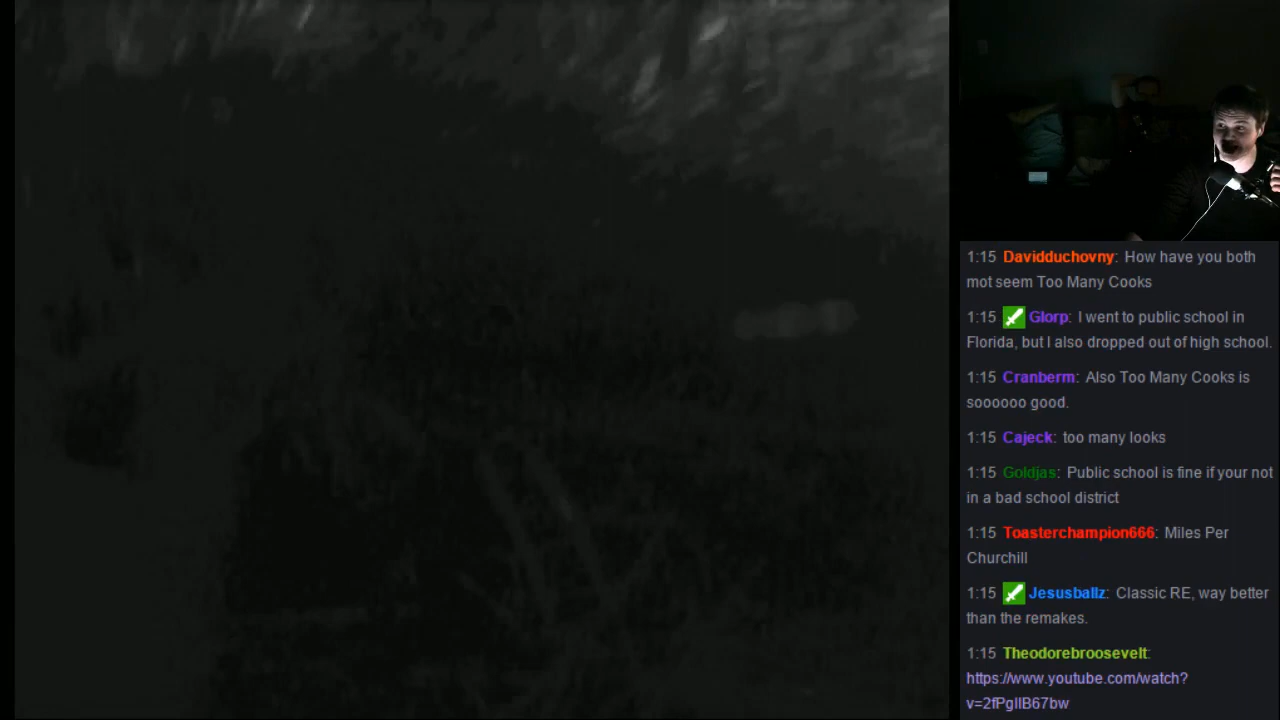 1:15 Davidduchovny: How have you both
mot seem Too Many Cooks
1:15 Glorp: I went to public school in
Florida, but I also dropped out of high school.
1:15 Cranberm: Also Too Many Cooks is
soooooo good.
1:15 Cajeck: too many looks
1:15 Goldjas: Public school is fine if your not
in a bad school district
1:15 Toasterchampion666: Miles Per
Churchill
1:15 Jesusballz: Classic RE, way better
than the remakes.
1:15 Theodorebroosevelt:
https://www.youtube.com/watch?
v=2fPgIlB67bw